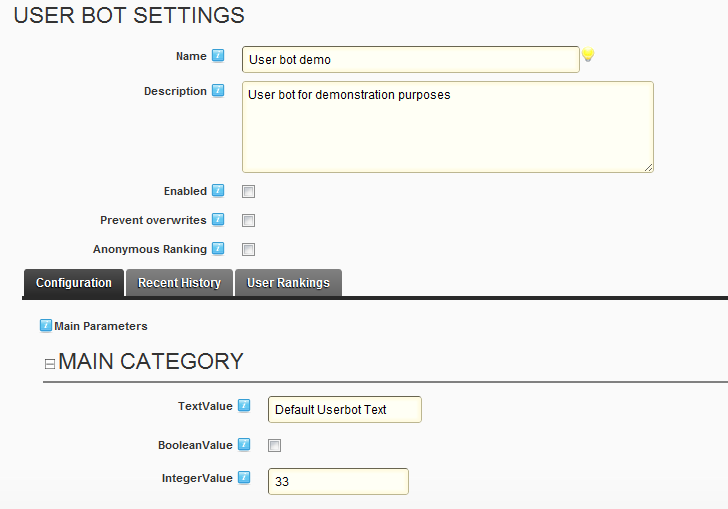 USER BOT SETTINGS
Name User bot demo
Description User bot for demonstration purposes
Enabled
Prevent overwrites
Anonymous Ranking
Configuration Recent History User Rankings
Main Parameters
MAIN CATEGORY
TextValue Default Userbot Text
BooleanValue
IntegerValue 33